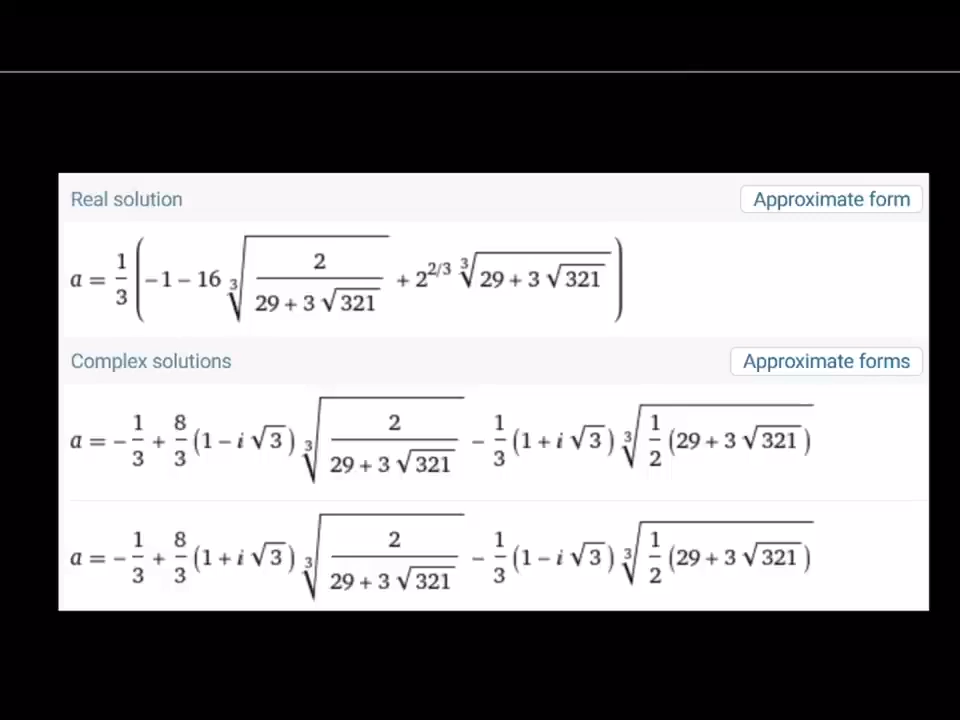 Real solution
Approximate form
a = 1/3 (−1 − 16 ∛(2/(29 + 3 √321)) + 2^(2/3) ∛(29 + 3 √321))
Complex solutions
Approximate forms
a = − 1/3 + 8/3 (1 − i √3) ∛(2/(29 + 3 √321)) − 1/3 (1 + i √3) ∛(1/2 (29 + 3 √321))
a = − 1/3 + 8/3 (1 + i √3) ∛(2/(29 + 3 √321)) − 1/3 (1 − i √3) ∛(1/2 (29 + 3 √321))